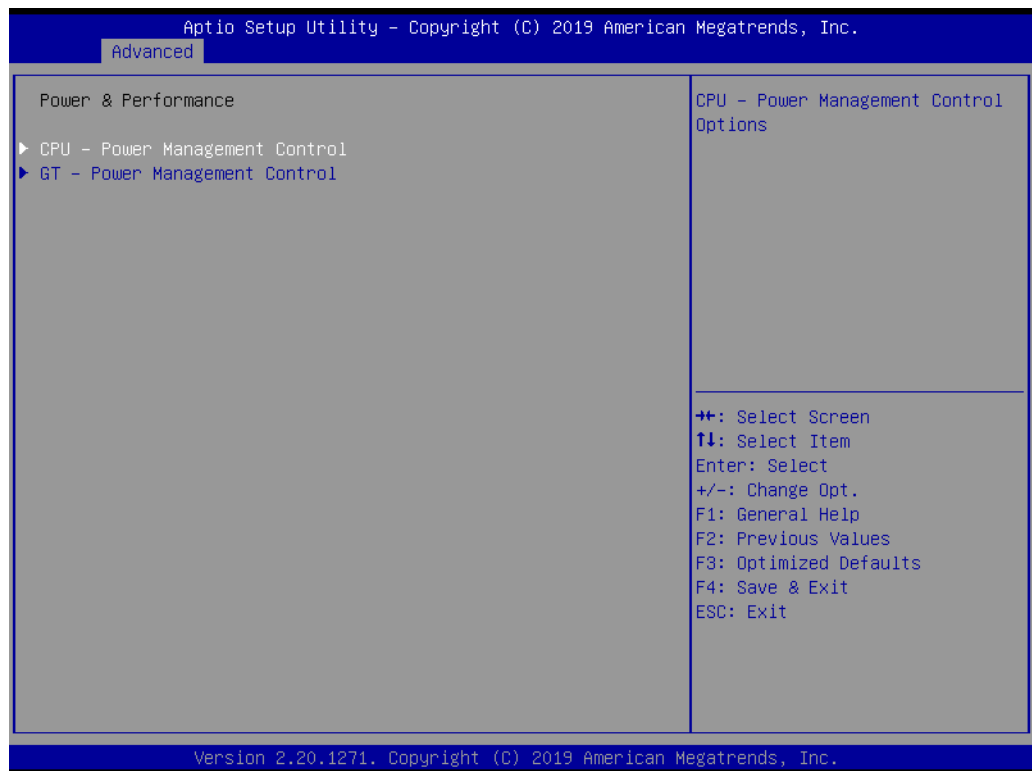 Aptio Setup Utility – Copyright (C) 2019 American Megatrends, Inc.
Advanced
Power & Performance
CPU – Power Management Control
GT – Power Management Control
CPU – Power Management Control
Options
→←: Select Screen
↑↓: Select Item
Enter: Select
+/-: Change Opt.
F1: General Help
F2: Previous Values
F3: Optimized Defaults
F4: Save & Exit
ESC: Exit
Version 2.20.1271. Copyright (C) 2019 American Megatrends, Inc.